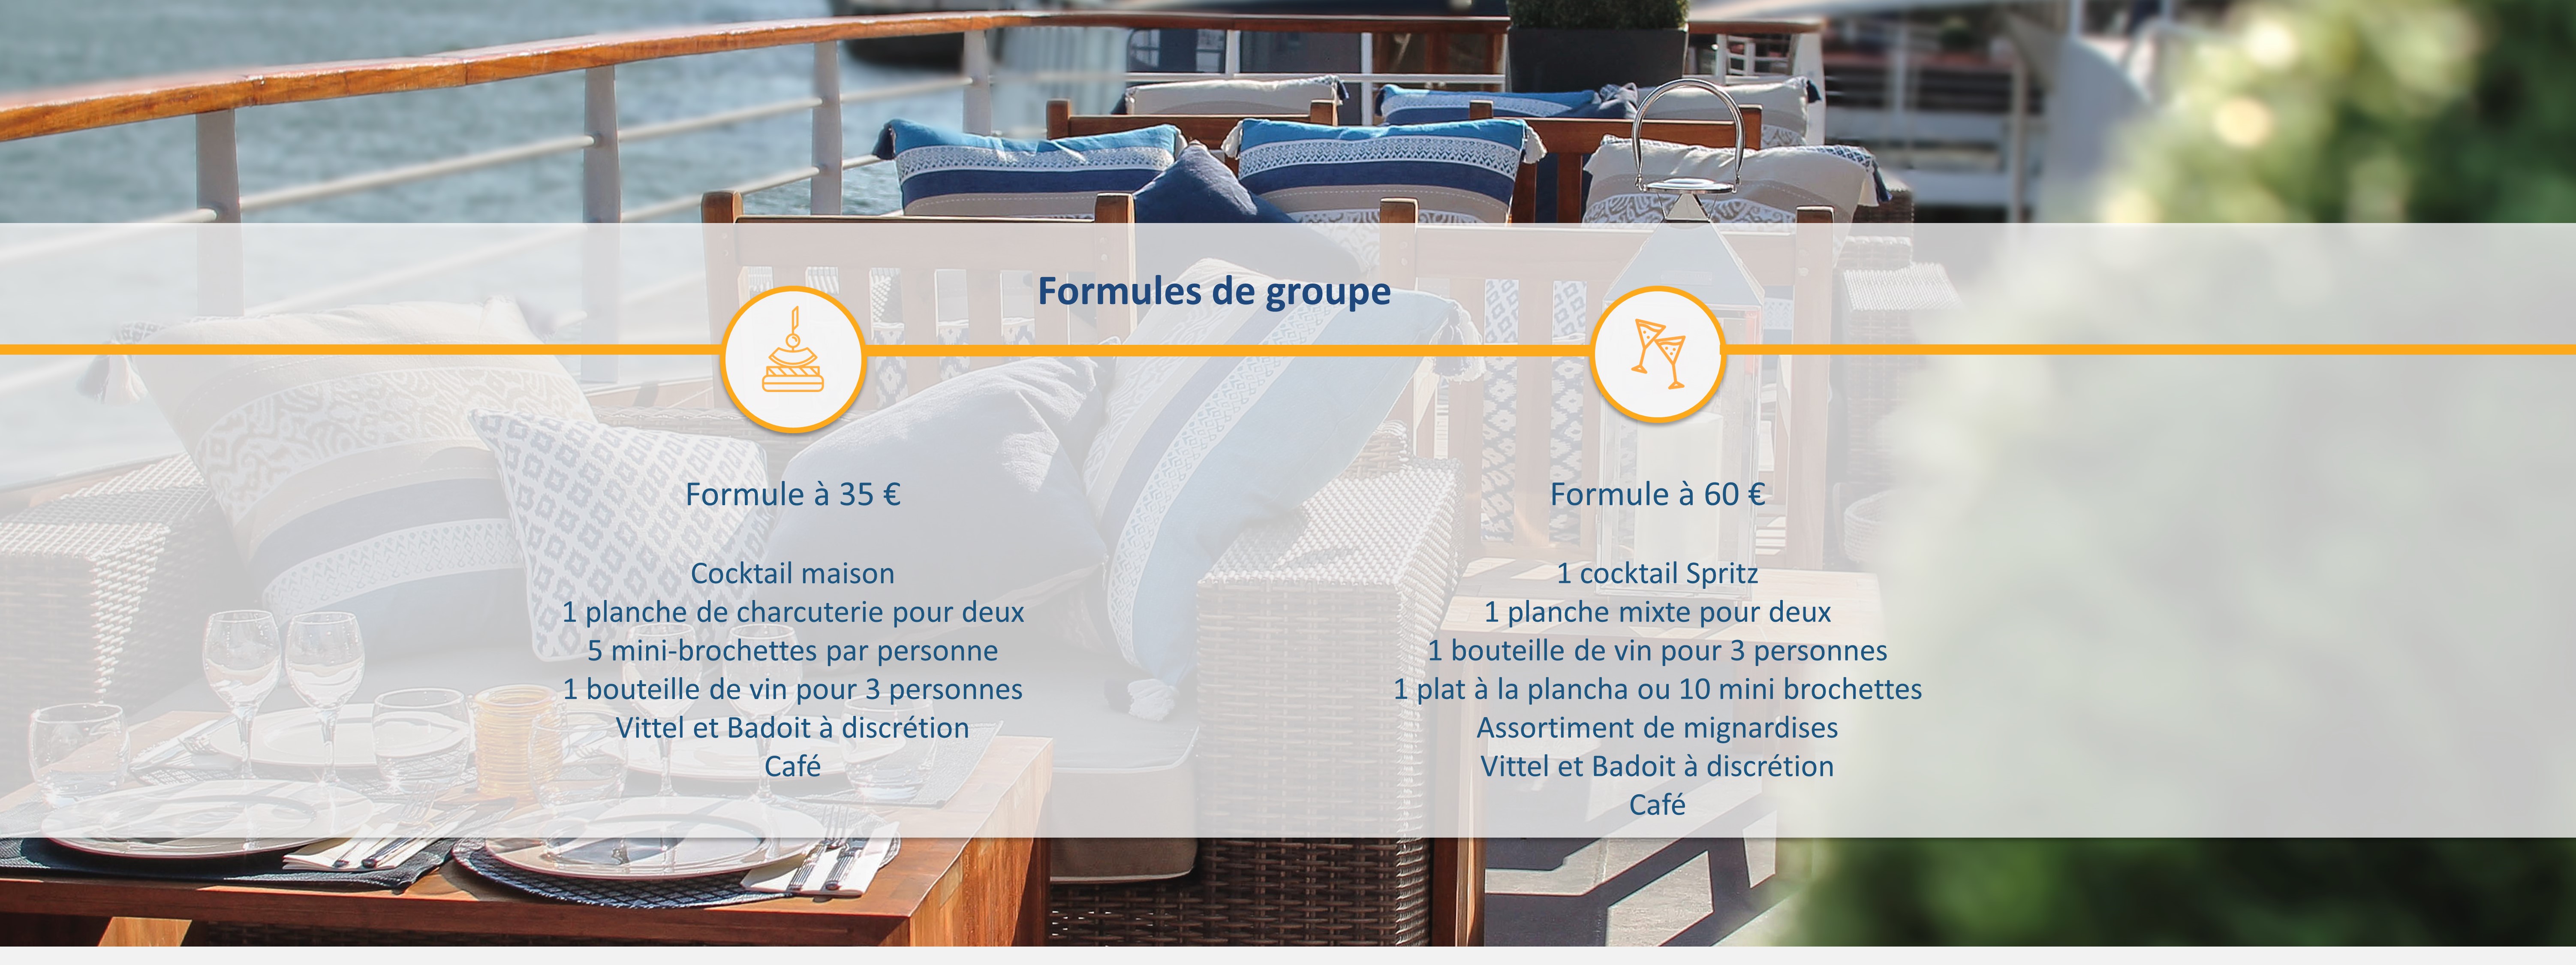 Formules de groupe
Formule à 35 €
Cocktail maison
1 planche de charcuterie pour deux
5 mini-brochettes par personne
1 bouteille de vin pour 3 personnes
Vittel et Badoit à discrétion
Café
Formule à 60 €
1 cocktail Spritz
1 planche mixte pour deux
1 bouteille de vin pour 3 personnes
1 plat à la plancha ou 10 mini brochettes
Assortiment de mignardises
Vittel et Badoit à discrétion
Café